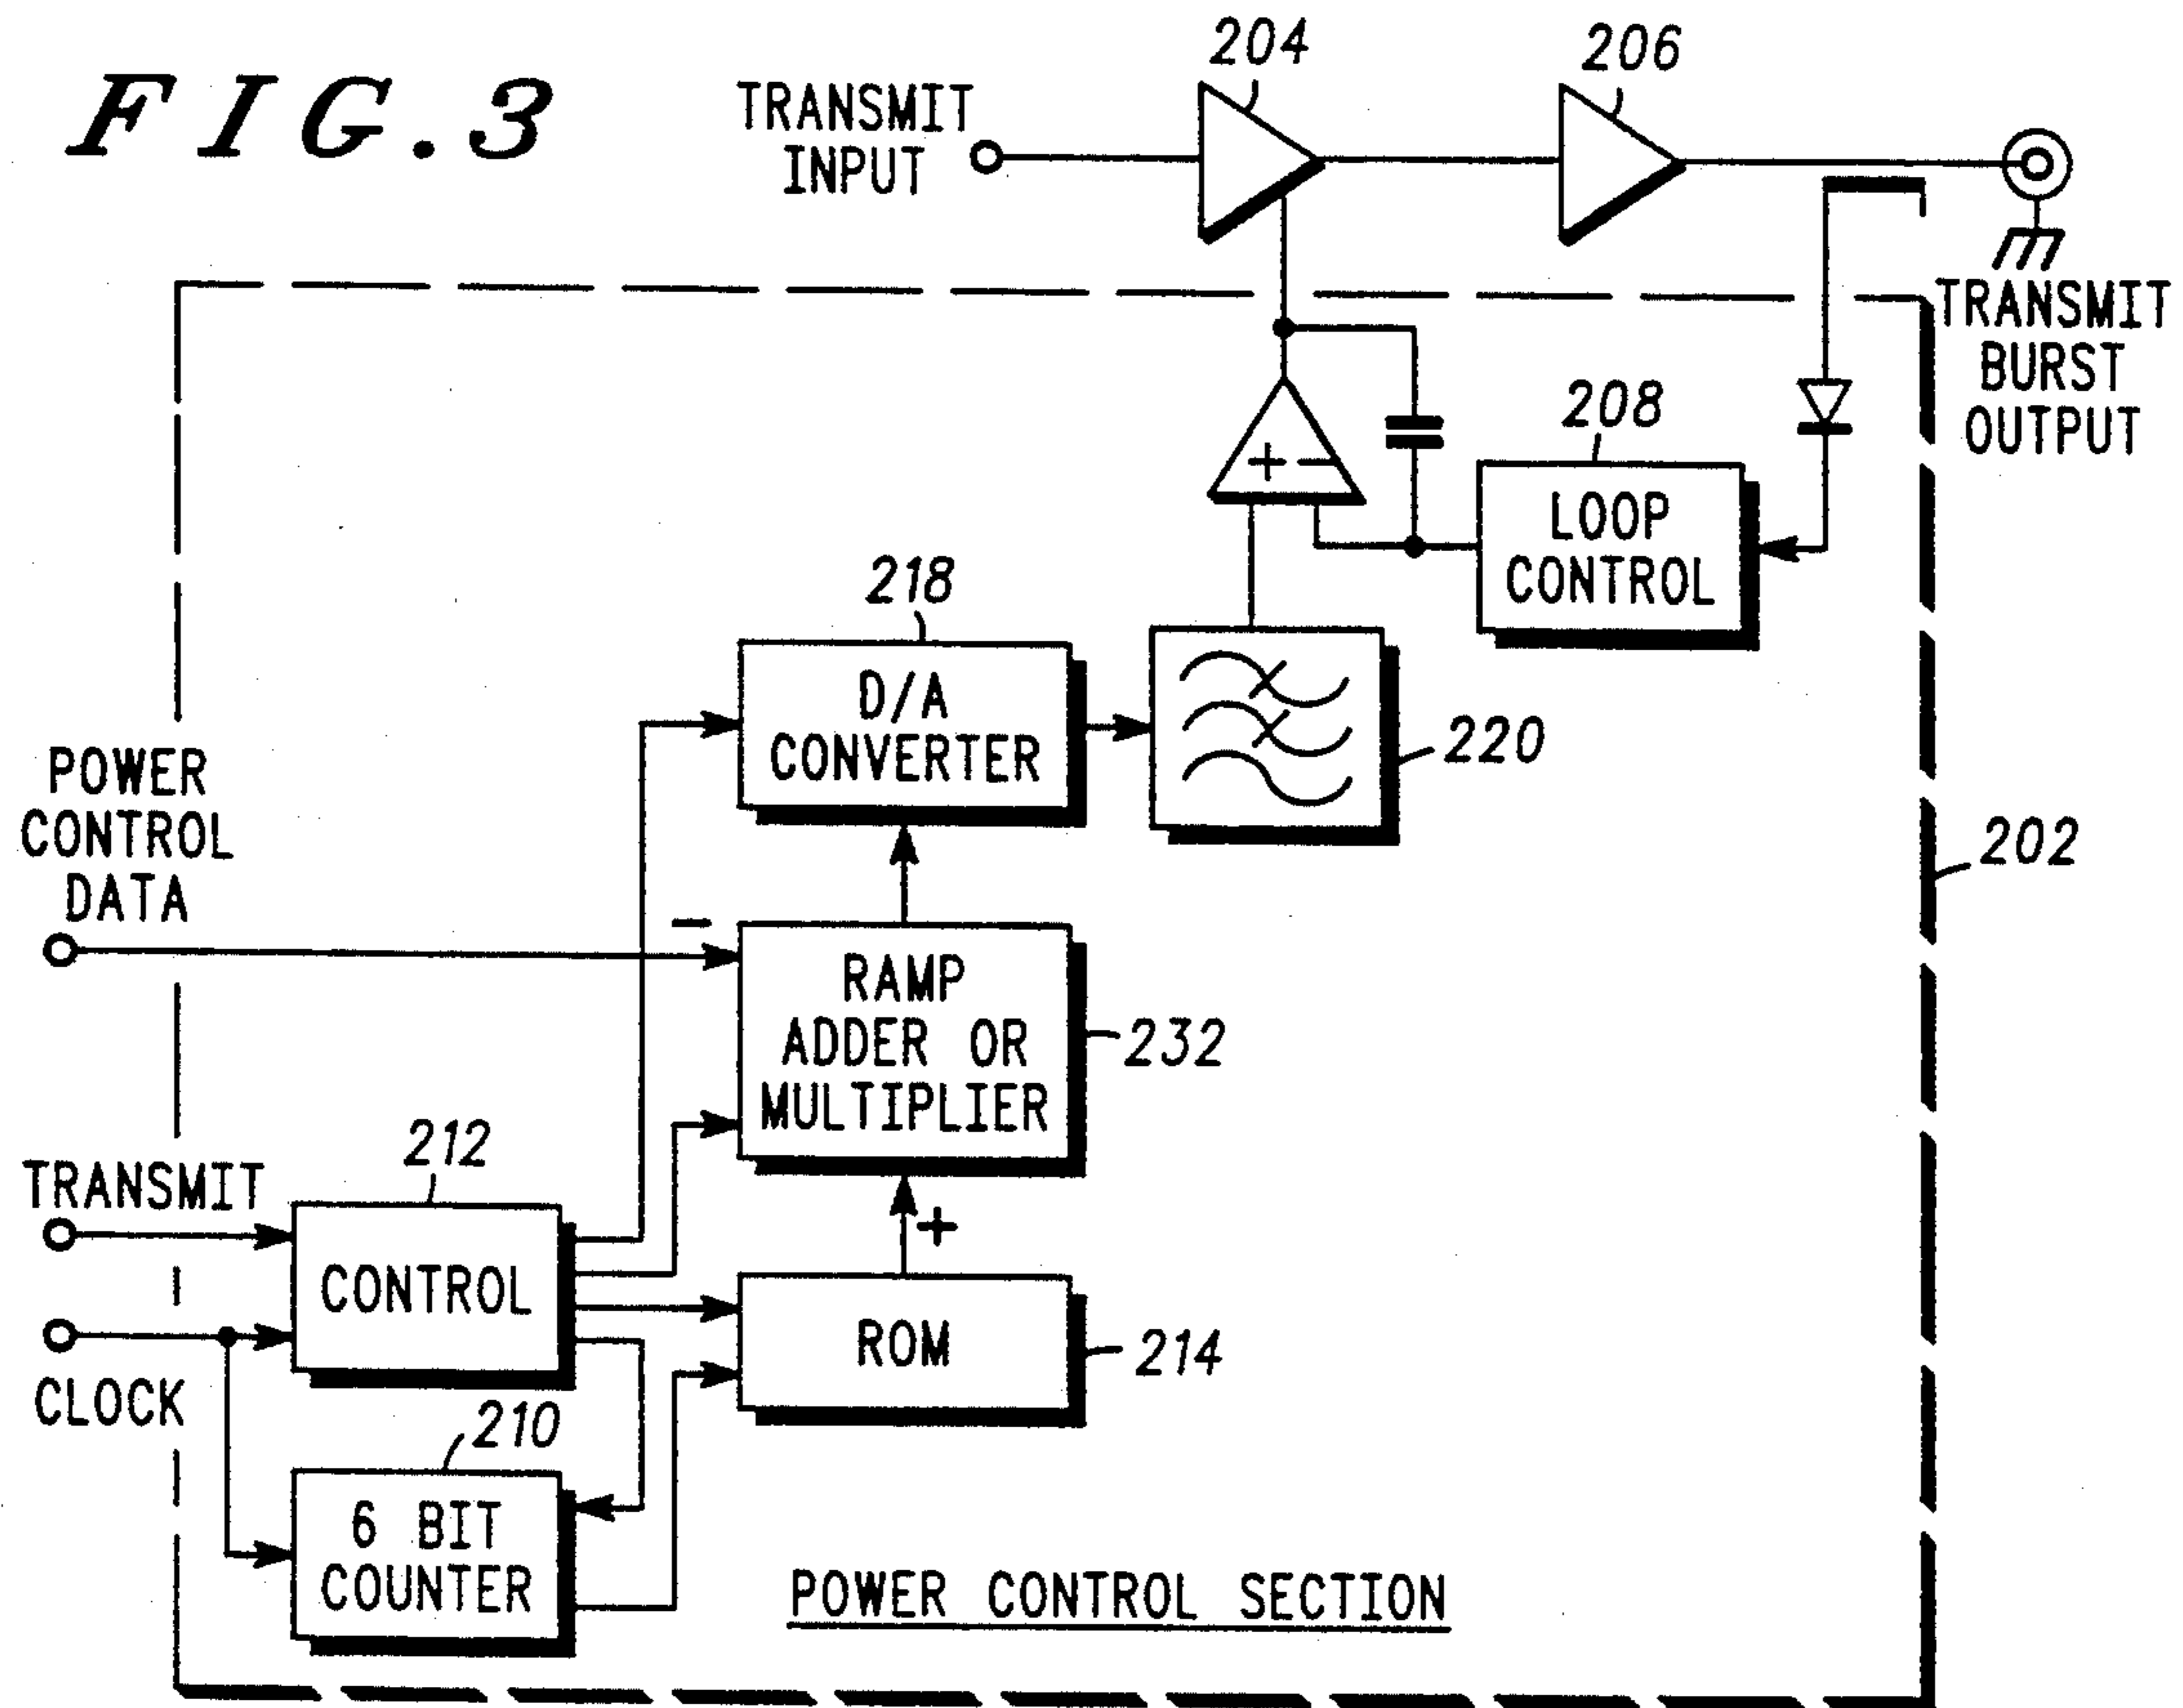 FIG.3
TRANSMIT
INPUT
204
206
TRANSMIT
BURST
OUTPUT
208
LOOP
CONTROL
+ −
218
D/A
CONVERTER
220
202
POWER
CONTROL
DATA
−
RAMP
ADDER OR
MULTIPLIER
232
+
TRANSMIT
212
CONTROL
CLOCK
ROM
214
210
6 BIT
COUNTER
POWER CONTROL SECTION